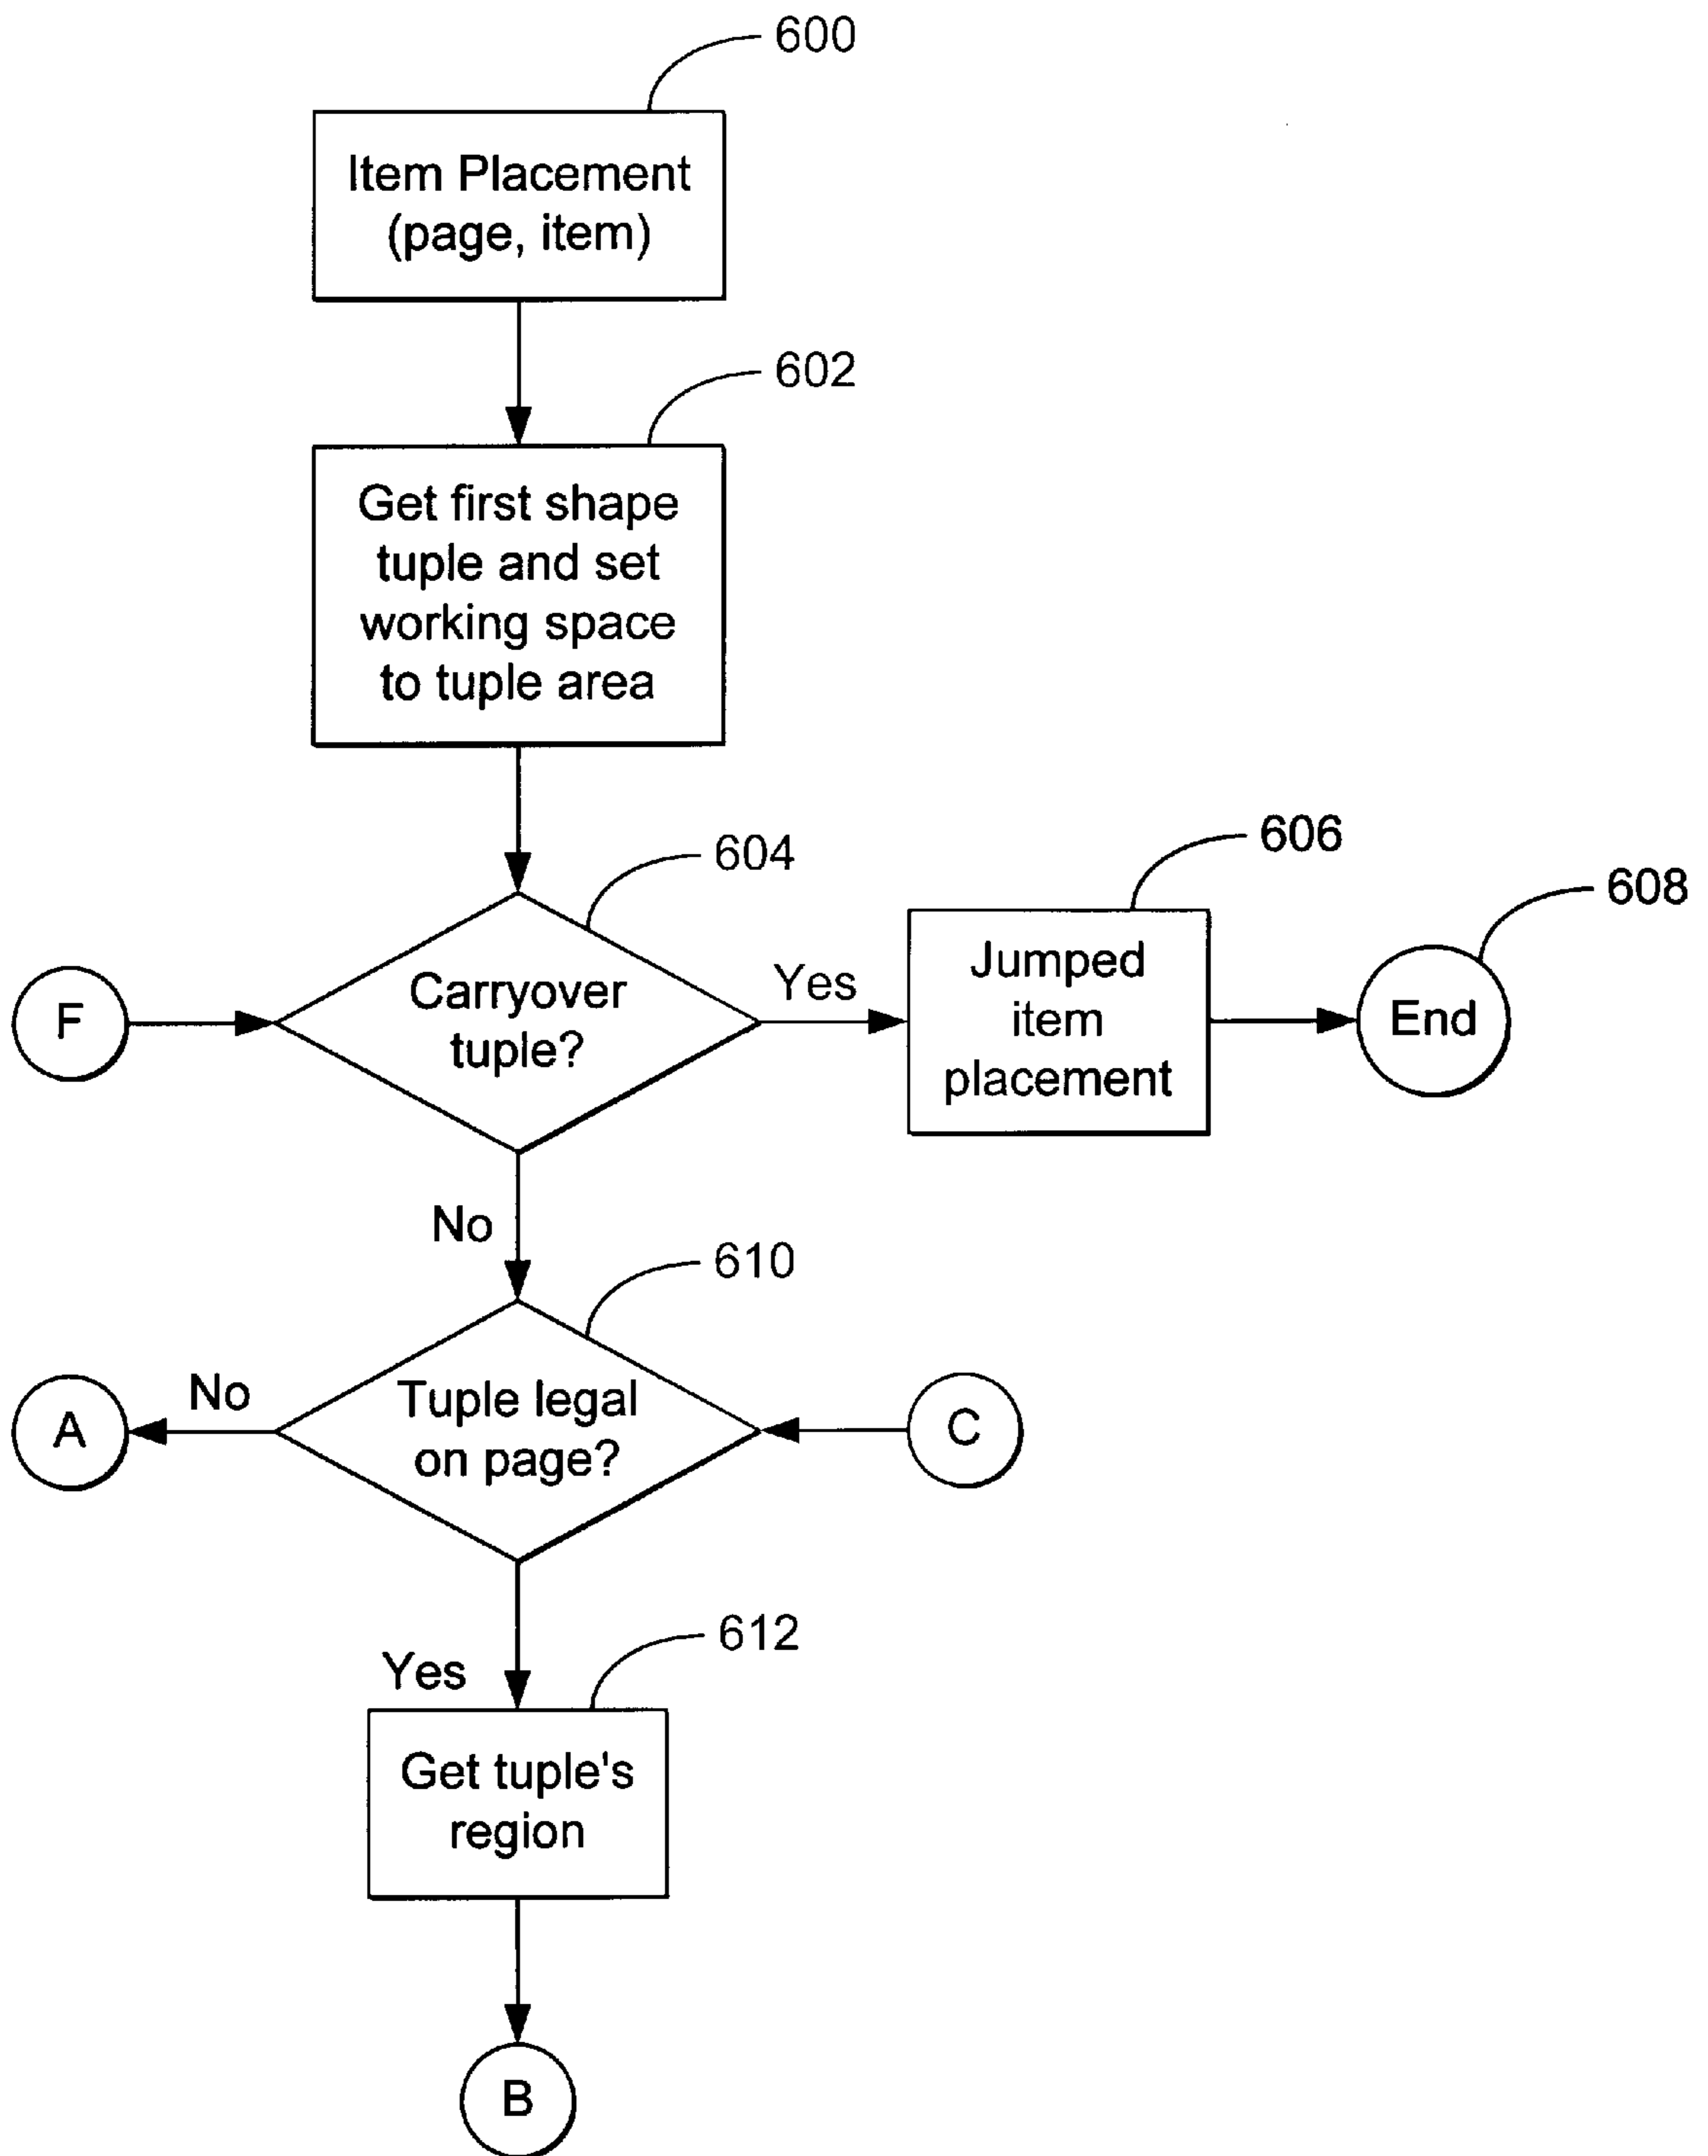 600
Item Placement
(page, item)
602
Get first shape
tuple and set
working space
to tuple area
604
606
608
F
Carryover
tuple?
Yes
Jumped
item
placement
End
No
610
A
No
Tuple legal
on page?
C
612
Yes
Get tuple's
region
B